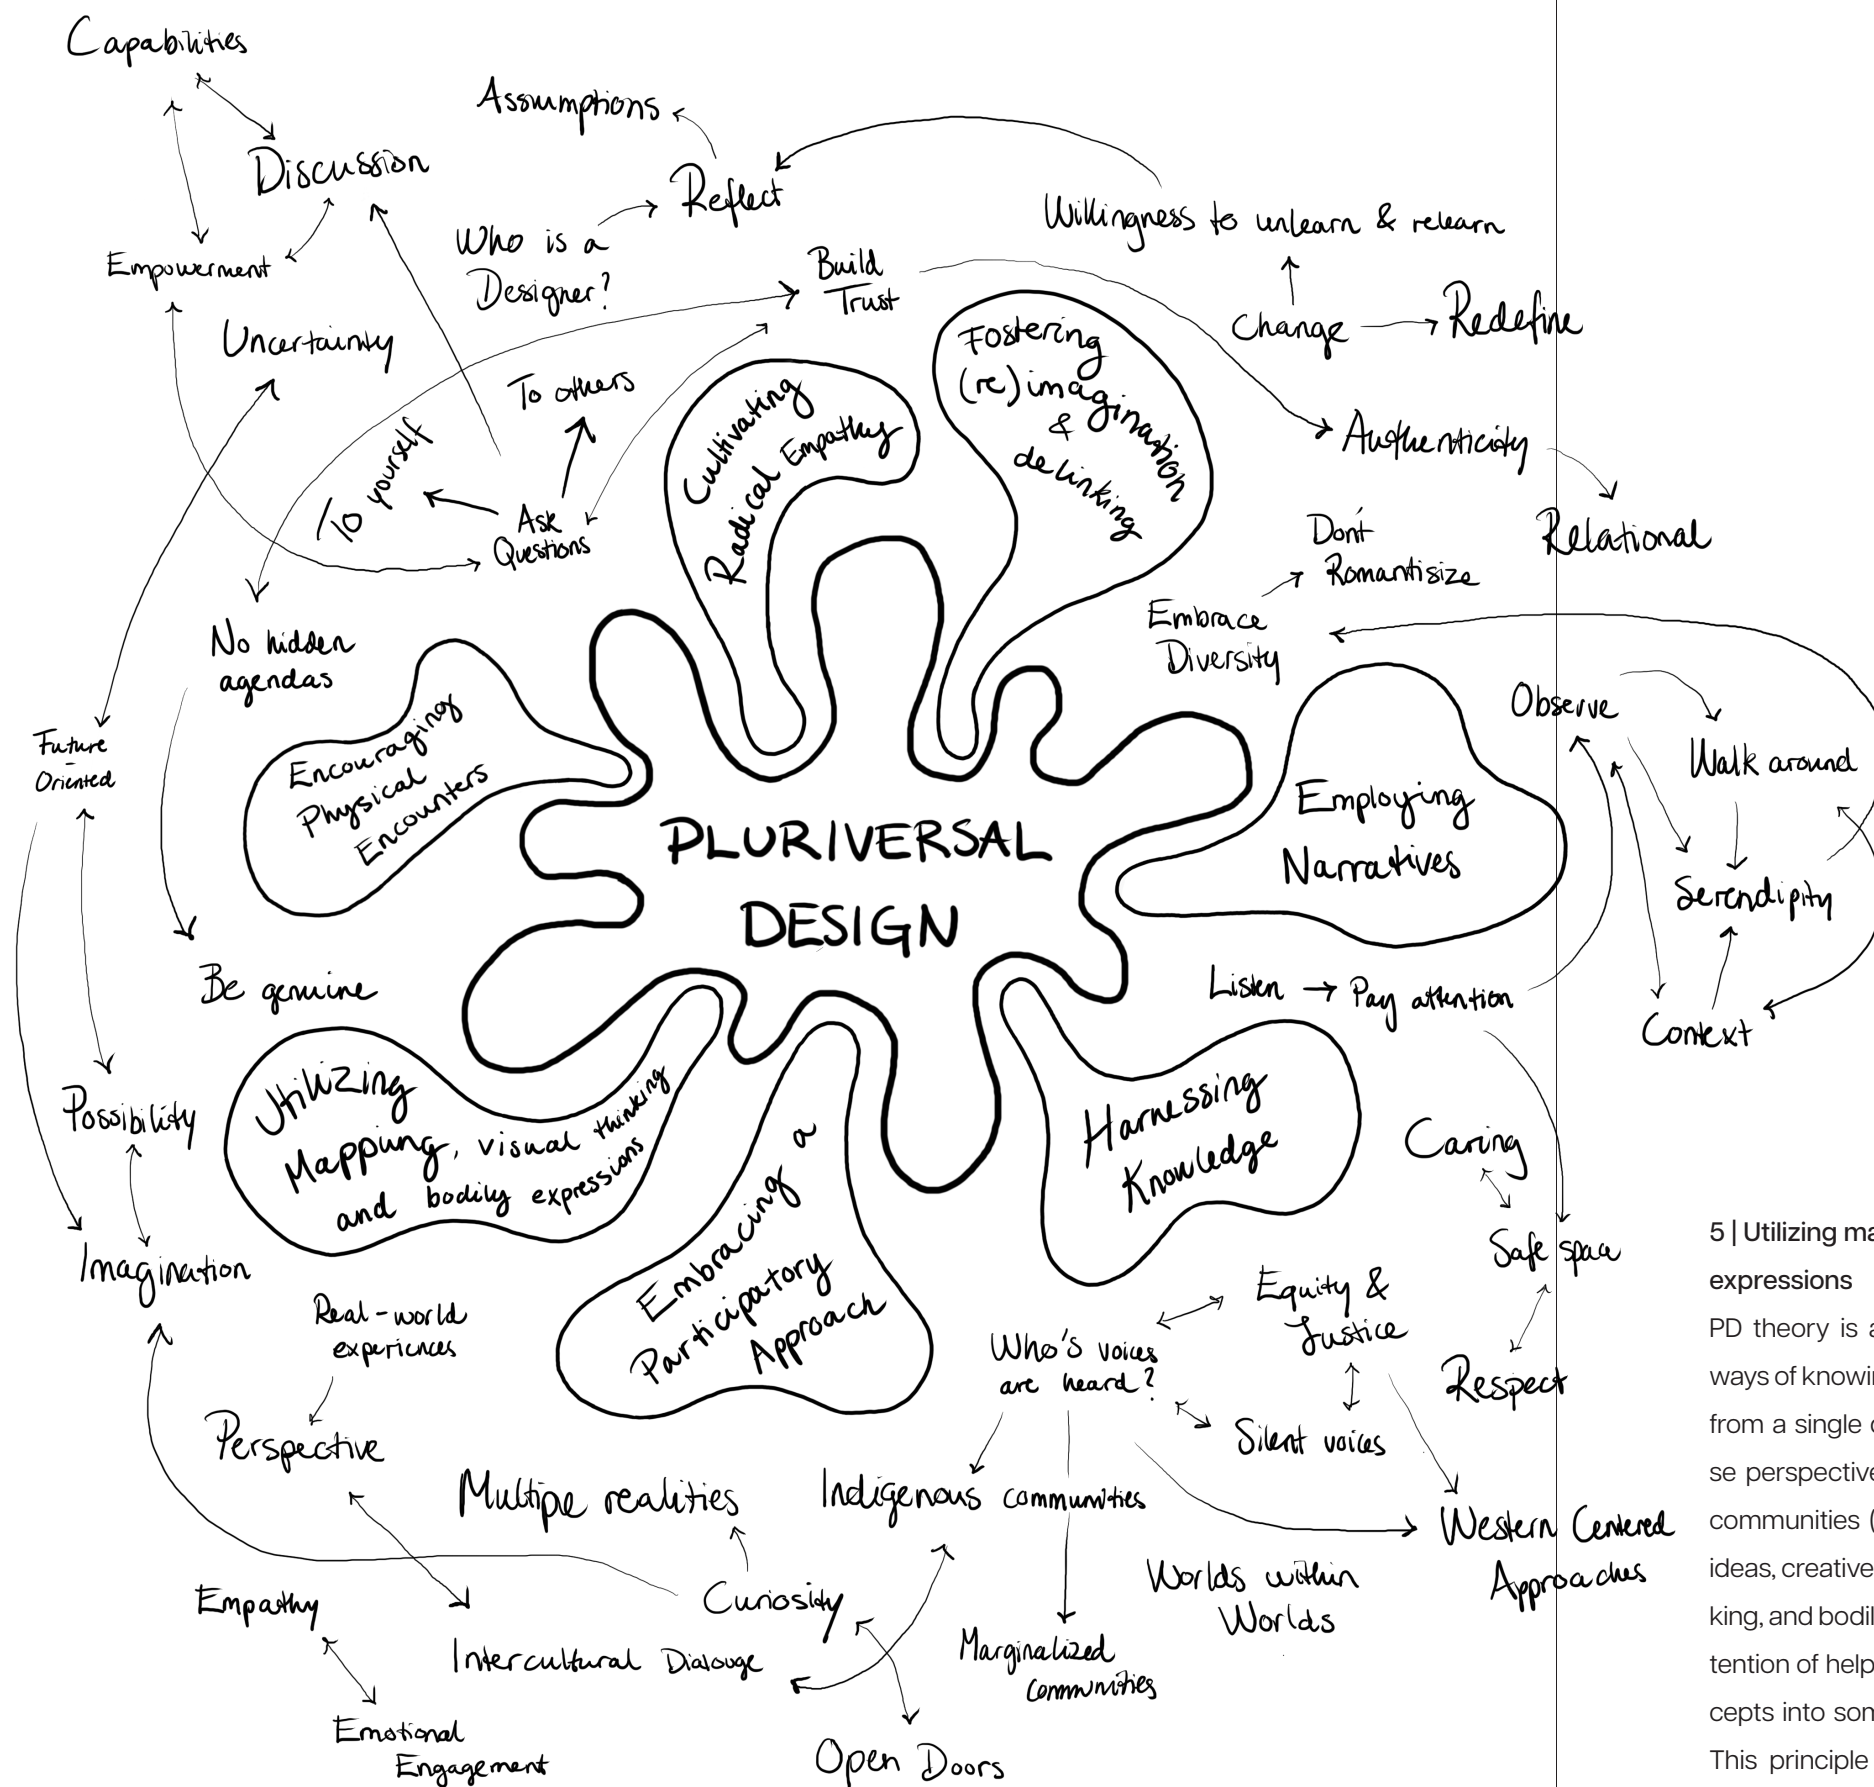 Capabilities
Assumptions
Discussion
Reflect
Willingness to unlearn & relearn
Who is a
Designer?
Empowerment
Build
Trust
Change
Redefine
Uncertainity
Fostering
(re)imagination
&
delinking
To others
To yourself
Cultivating
Radical Empathy
Authenticity
Ask
Questions
Relational
Don't
Romantisize
Embrace
Diversity
No hidden
agendas
Observe
Walk around
Future
-
Oriented
Encouraging
Physical
Encounters
Employing
Narratives
PLURIVERSAL
DESIGN
Serendipity
Be genuine
Listen → Pay attention
Context
Possibility
Utilizing
Mapping, visual thinking
and bodily expressions
Embracing a
Participatory
Approach
Harnessing
Knowledge
Caring
Safe space
Imagination
Real-world
experiences
Equity &
Justice
Who's voices
are heard?
Respect
Perspective
Silent voices
Multipe realities
Indigenous communities
Western Centered
Approaches
Worlds within
Worlds
Empathy
Curiosity
Intercultural Dialouge
Marginalized
communities
Emotional
Engagement
Open Doors
5 | Utilizing ma
expressions
PD theory is a
ways of knowin
from a single c
se perspective
communities (
ideas, creative
king, and bodil
tention of help
cepts into som
This principle